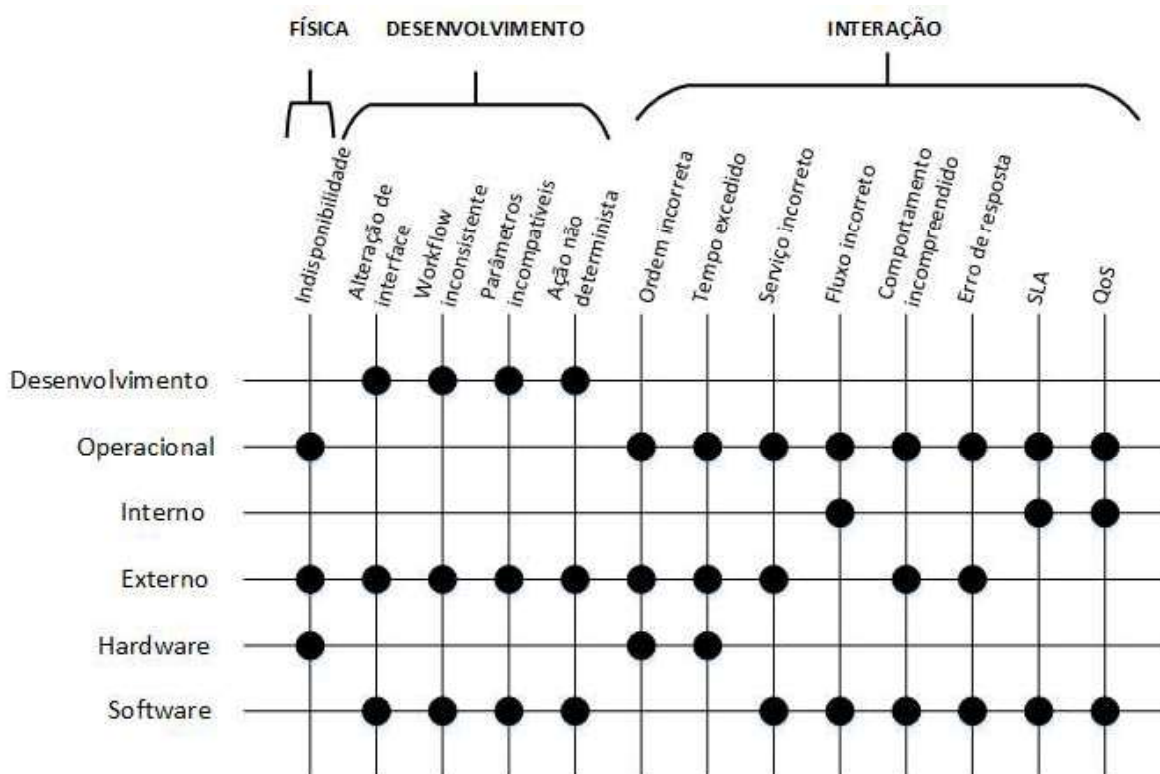 FÍSICA
DESENVOLVIMENTO
INTERAÇÃO
Indisponibilidade
Alteração de
interface
Workflow
inconsistente
Parâmetros
incompatíveis
Ação não
determinista
Ordem incorreta
Tempo excedido
Serviço incorreto
Fluxo incorreto
Comportamento
incompreendido
Erro de resposta
SLA
QoS
Desenvolvimento
Operacional
Interno
Externo
Hardware
Software